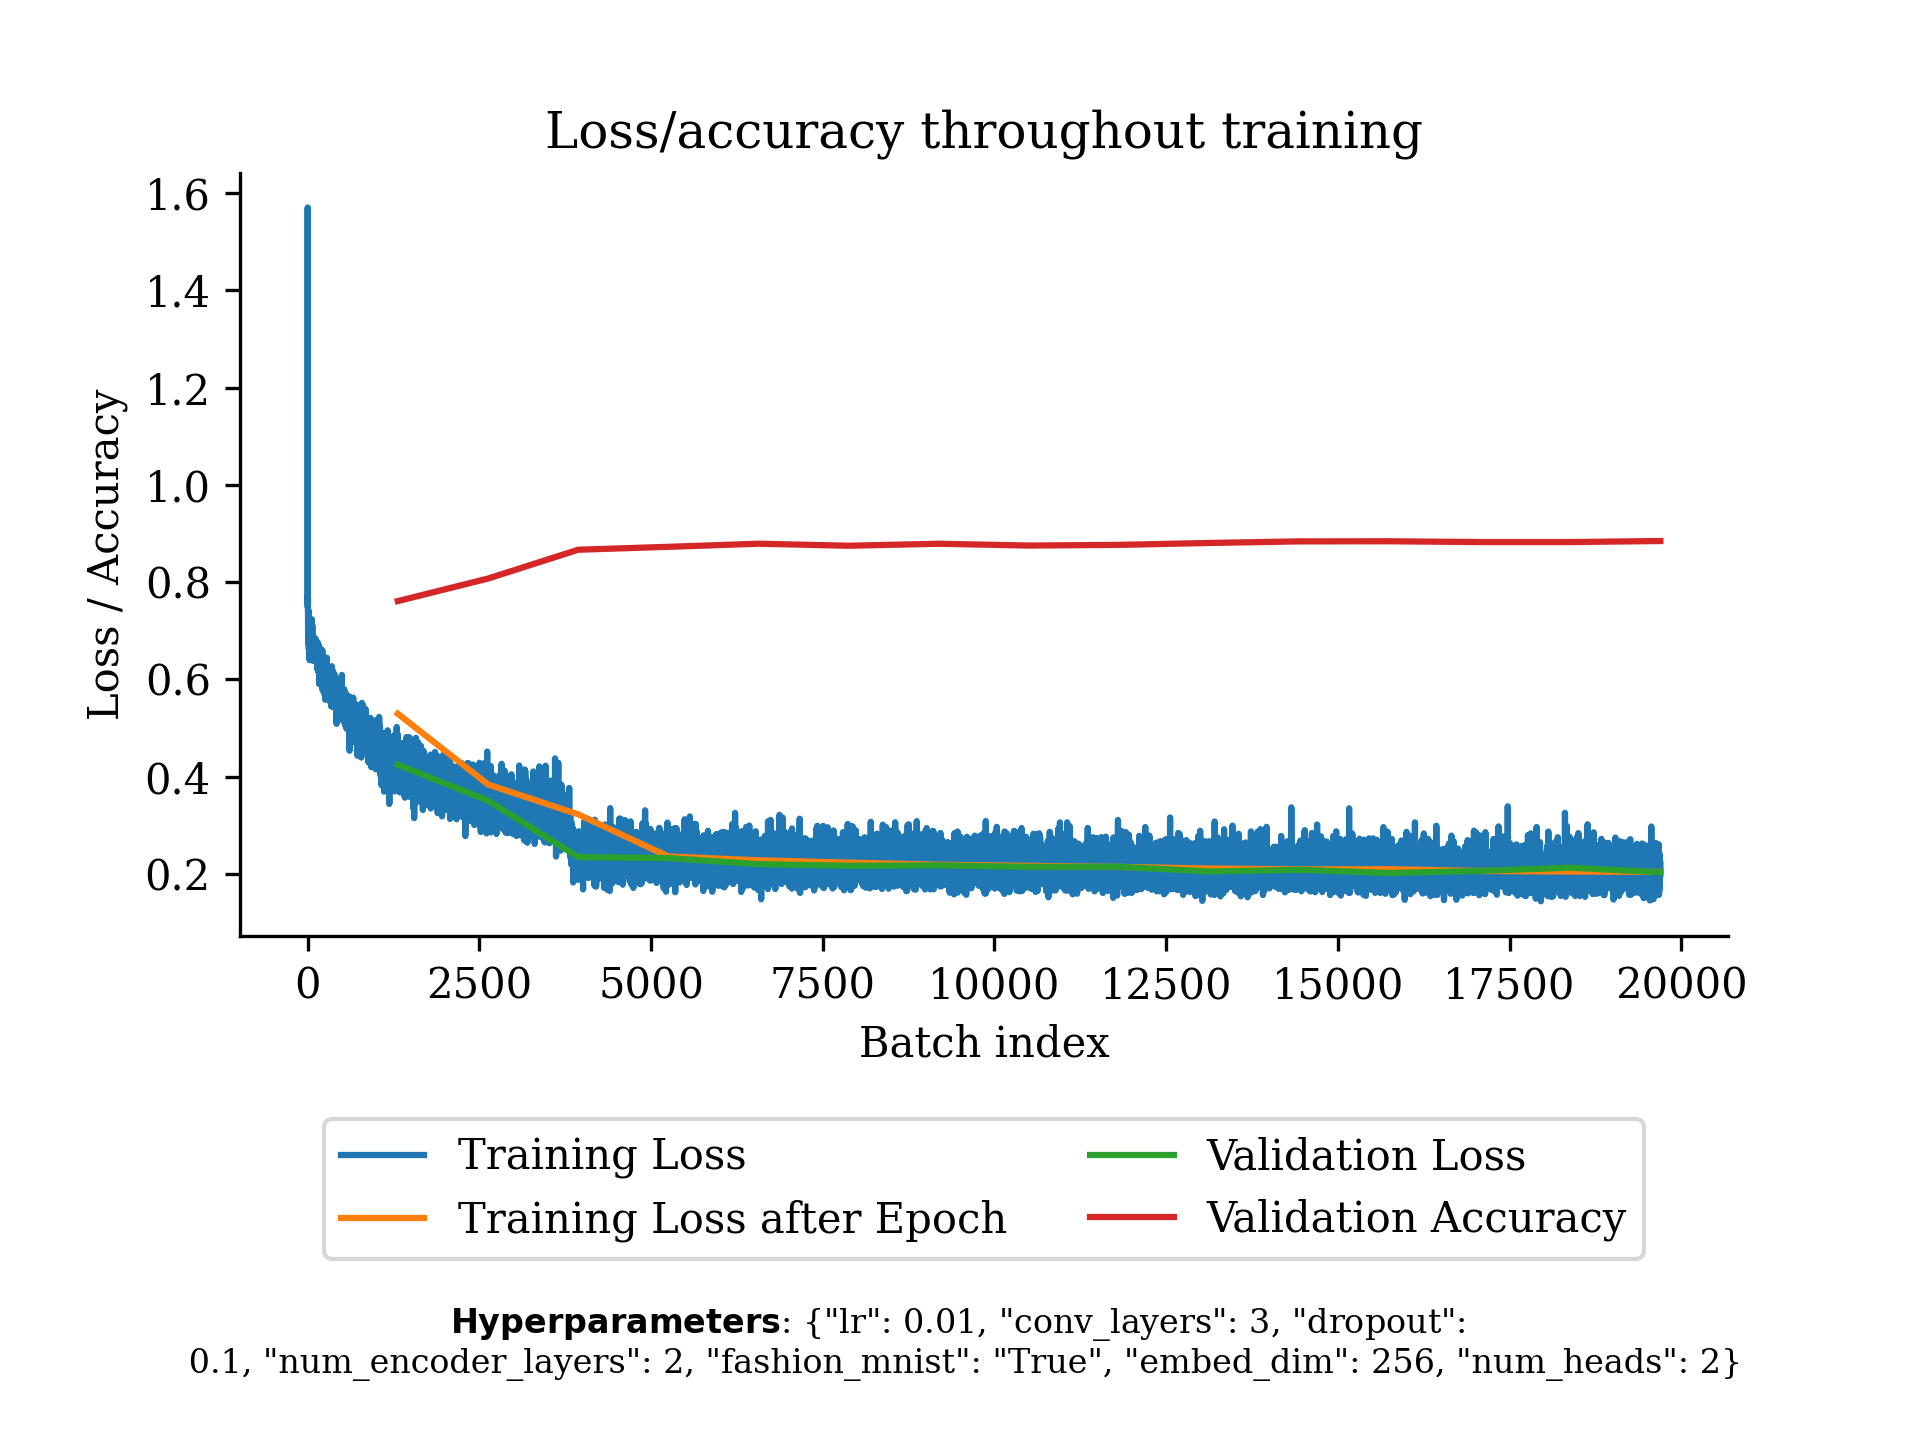 Loss/accuracy throughout training
1.6
1.4
1.2
1.0
0.8
0.6
0.4
0.2
Loss / Accuracy
0 2500 5000 7500 10000 12500 15000 17500 20000
Batch index
Training Loss
Training Loss after Epoch
Validation Loss
Validation Accuracy
Hyperparameters: {"lr": 0.01, "conv_layers": 3, "dropout":
0.1, "num_encoder_layers": 2, "fashion_mnist": "True", "embed_dim": 256, "num_heads": 2}